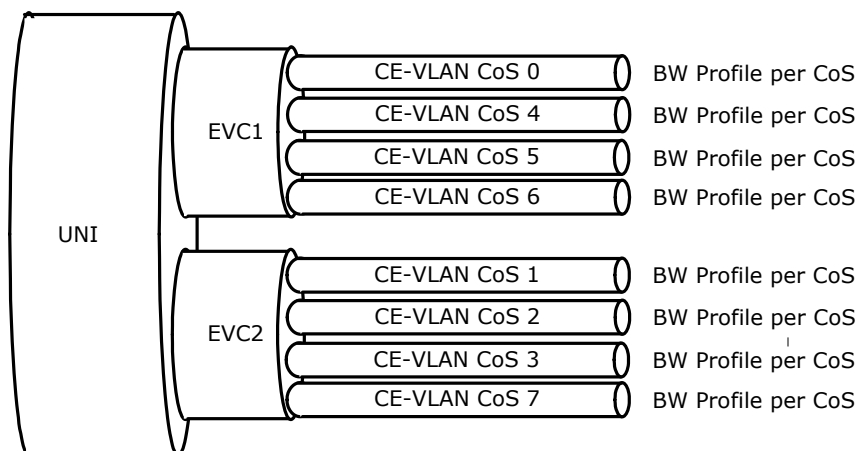 CE-VLAN CoS 0 BW Profile per CoS
CE-VLAN CoS 4 BW Profile per CoS
EVC1
CE-VLAN CoS 5 BW Profile per CoS
CE-VLAN CoS 6 BW Profile per CoS
UNI
CE-VLAN CoS 1 BW Profile per CoS
CE-VLAN CoS 2 BW Profile per CoS
EVC2
CE-VLAN CoS 3 BW Profile per CoS
CE-VLAN CoS 7 BW Profile per CoS